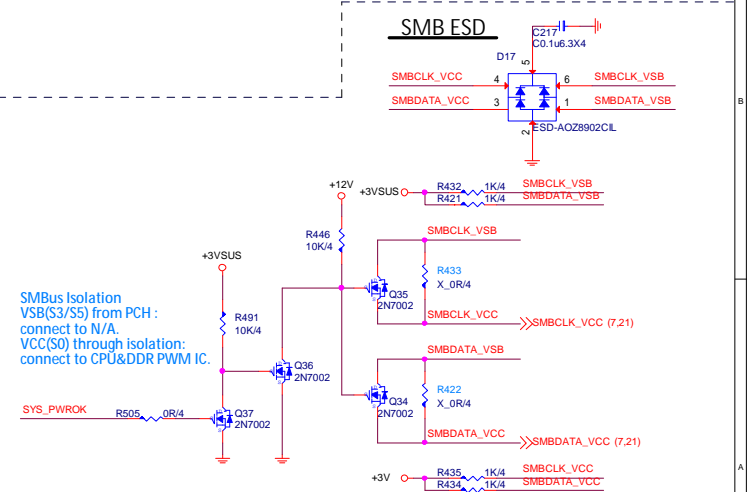 SMB ESD
C217
C0.1u6.3X4
D17
5
SMBCLK_VCC 4 6 SMBCLK_VSB
SMBDATA_VCC 3 1 SMBDATA_VSB
B
2
ESD-AOZ8902CIL
+12V
+3VSUS R432 1K/4 SMBCLK_VSB
R421 1K/4 SMBDATA_VSB
R446
10K/4
SMBCLK_VSB
+3VSUS
R433
X_0R/4
Q35
2N7002
SMBus Isolation
VSB(S3/S5) from PCH :
connect to N/A.
VCC(S0) through isolation:
connect to CPU&DDR PWM IC.
R491
10K/4
SMBCLK_VCC
SMBCLK_VCC (7,21)
SMBDATA_VSB
Q36
2N7002
R422
X_0R/4
Q34
2N7002
SYS_PWROK R505 0R/4
Q37
2N7002
SMBDATA_VCC
SMBDATA_VCC (7,21)
A
+3V R435 1K/4 SMBCLK_VCC
R434 1K/4 SMBDATA_VCC